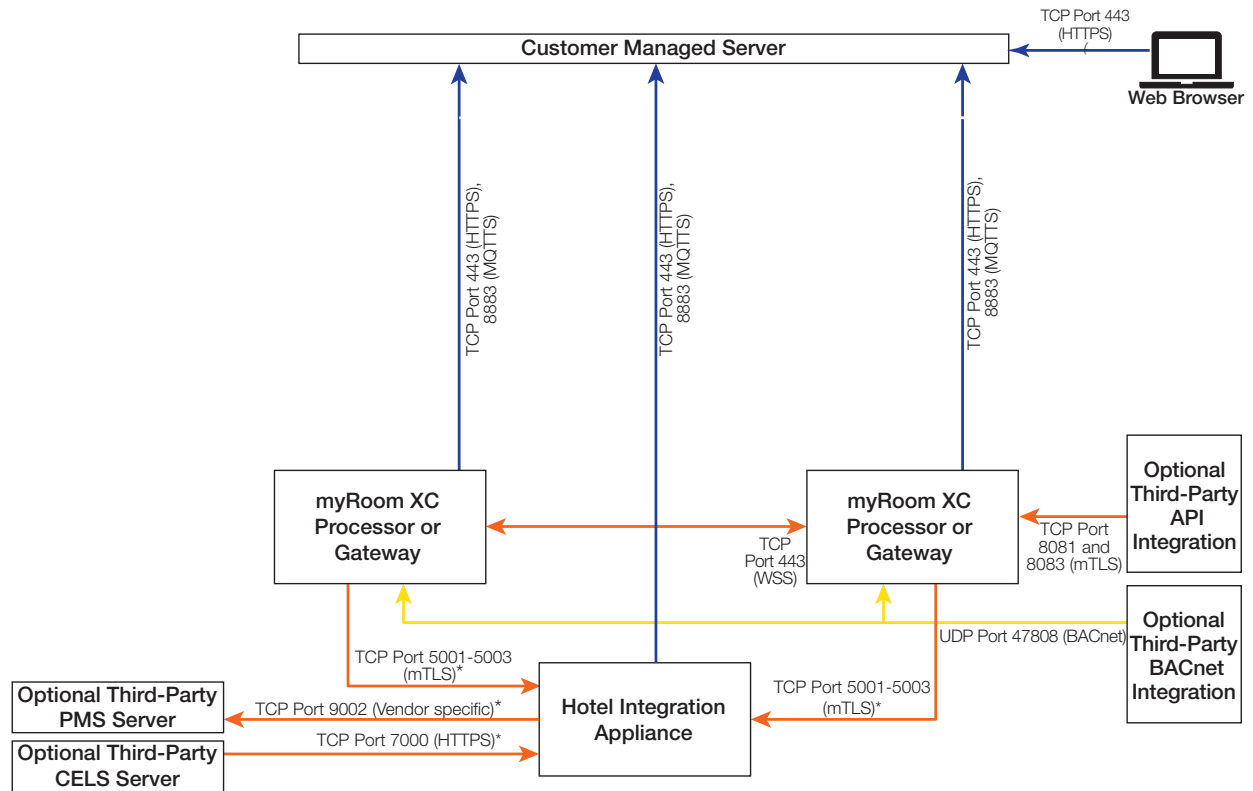 TCP Port 443
(HTTPS)
(
Customer Managed Server
Web Browser
TCP Port 443 (HTTPS),
8883 (MQTTS)
TCP Port 443 (HTTPS),
8883 (MQTTS)
TCP Port 443 (HTTPS),
8883 (MQTTS)
myRoom XC
Processor or
Gateway
TCP
Port 443
(WSS)
myRoom XC
Processor or
Gateway
TCP Port
8081 and
8083 (mTLS)
Optional
Third-Party
API
Integration
UDP Port 47808 (BACnet)
Optional
Third-Party
BACnet
Integration
TCP Port 5001-5003
(mTLS)*
TCP Port 5001-5003
(mTLS)*
Optional Third-Party
PMS Server
TCP Port 9002 (Vendor specific)*
Hotel Integration
Appliance
TCP Port 7000 (HTTPS)*
Optional Third-Party
CELS Server